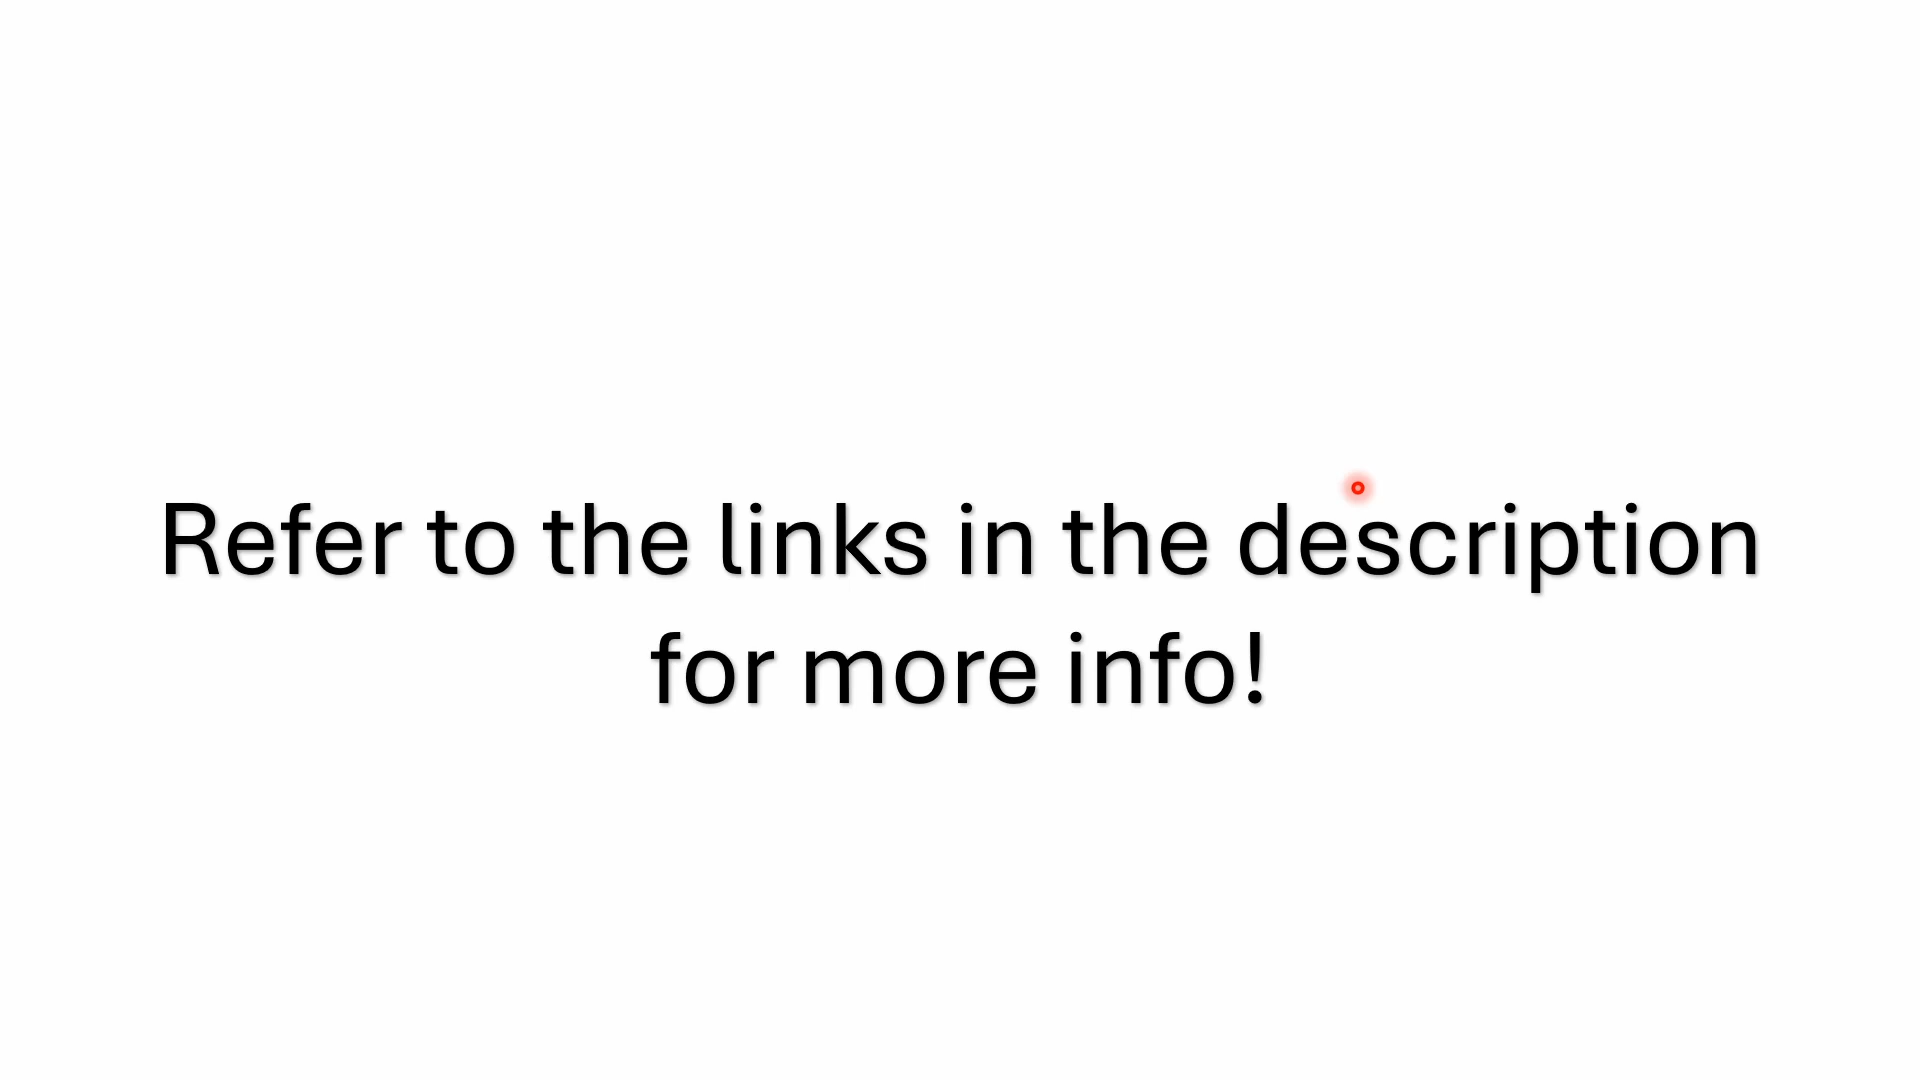 Refer to the links in the description
for more info!